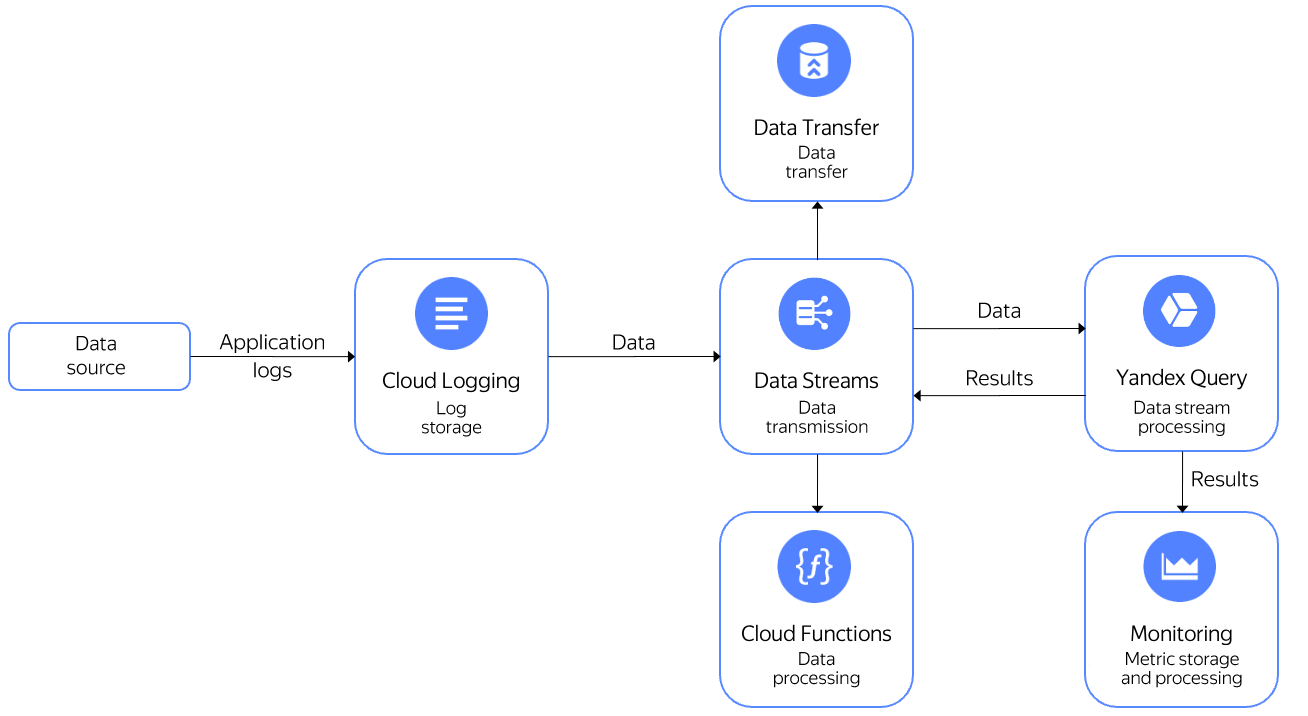 Data Transfer
Data
transfer
Data
source
Application
logs
Cloud Logging
Log
storage
Data
Data Streams
Data
transmission
Data
Results
Yandex Query
Data stream
processing
Results
Cloud Functions
Data
processing
Monitoring
Metric storage
and processing